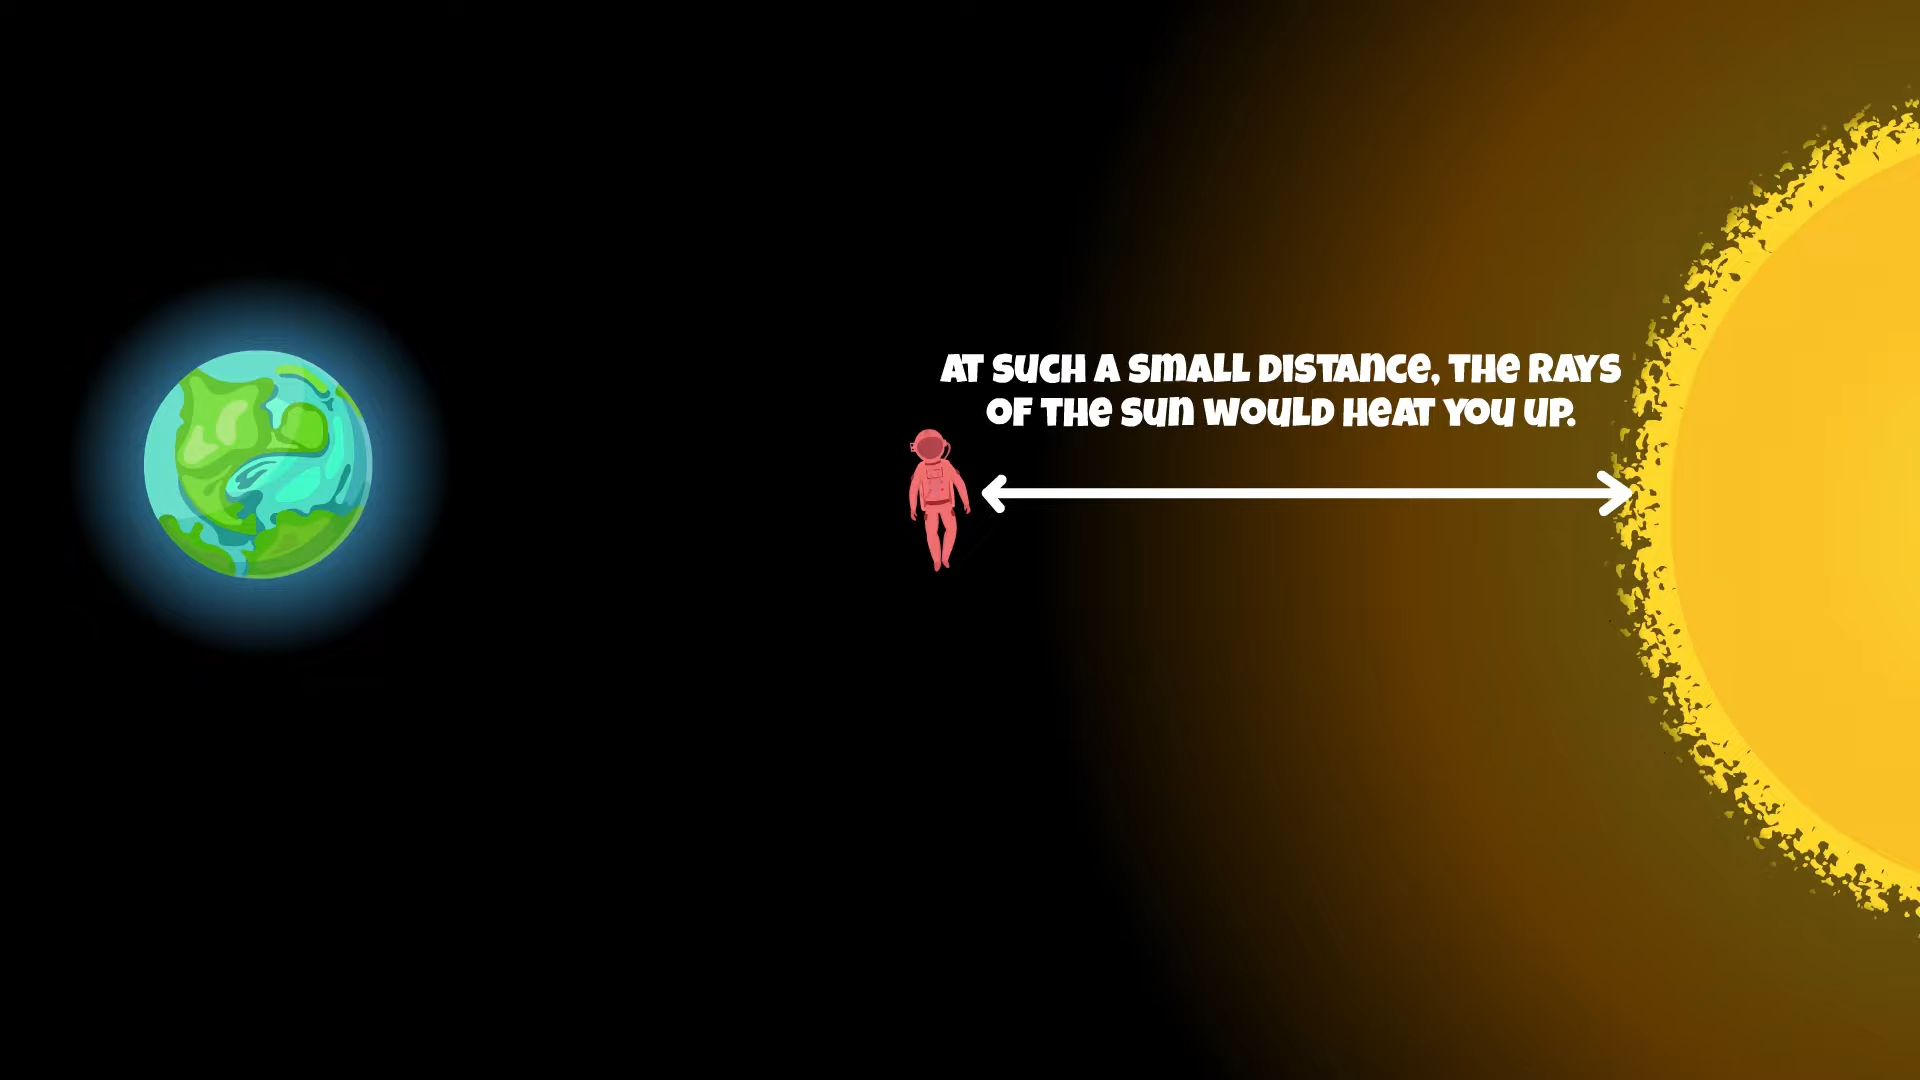 AT SUCH A SMALL DISTANCE, THE RAYS
OF THE SUN WOULD HEAT YOU UP.